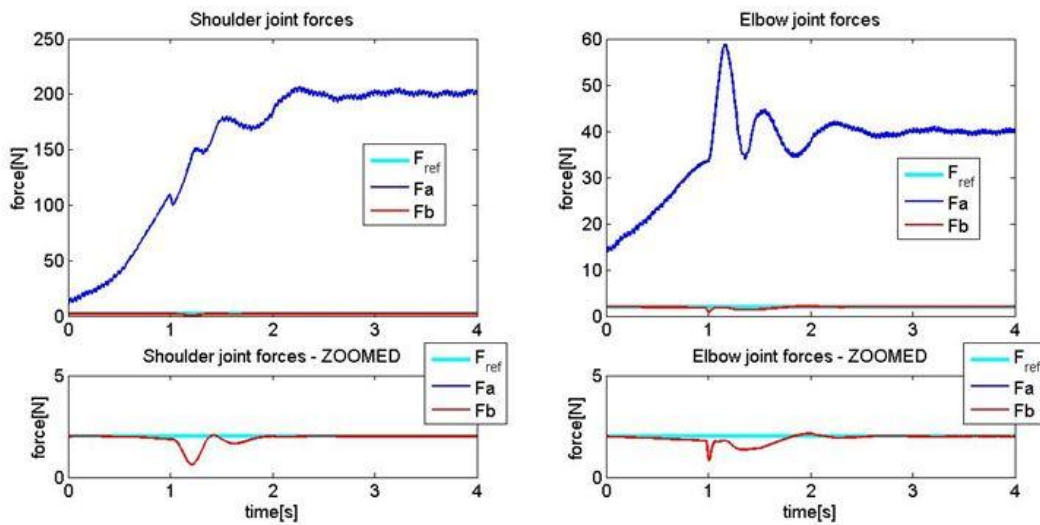 Shoulder joint forces
250
200
150
100
50
0
force[N]
0 1 2 3 4
F_ref
Fa
Fb
Elbow joint forces
60
50
40
30
20
10
0
force[N]
0 1 2 3 4
F_ref
Fa
Fb
Shoulder joint forces - ZOOMED
5
0
force[N]
0 1 2 3 4
time[s]
F_ref
Fa
Fb
Elbow joint forces - ZOOMED
5
0
force[N]
0 1 2 3 4
time[s]
F_ref
Fa
Fb